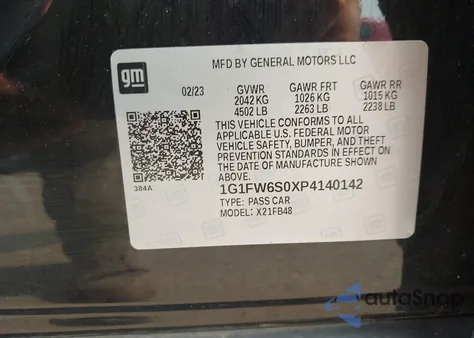 gm
MFD BY GENERAL MOTORS LLC
02/23 GVWR GAWR FRT GAWR RR
2042 KG 1026 KG 1015 KG
4502 LB 2263 LB 2238 LB
THIS VEHICLE CONFORMS TO ALL
APPLICABLE U.S. FEDERAL MOTOR
VEHICLE SAFETY, BUMPER, AND THEFT
PREVENTION STANDARDS IN EFFECT ON
THE DATE OF MANUFACTURE SHOWN
ABOVE.
384A
1G1FW6S0XP4140142
TYPE: PASS CAR
MODEL: X21FB48
autoSnap